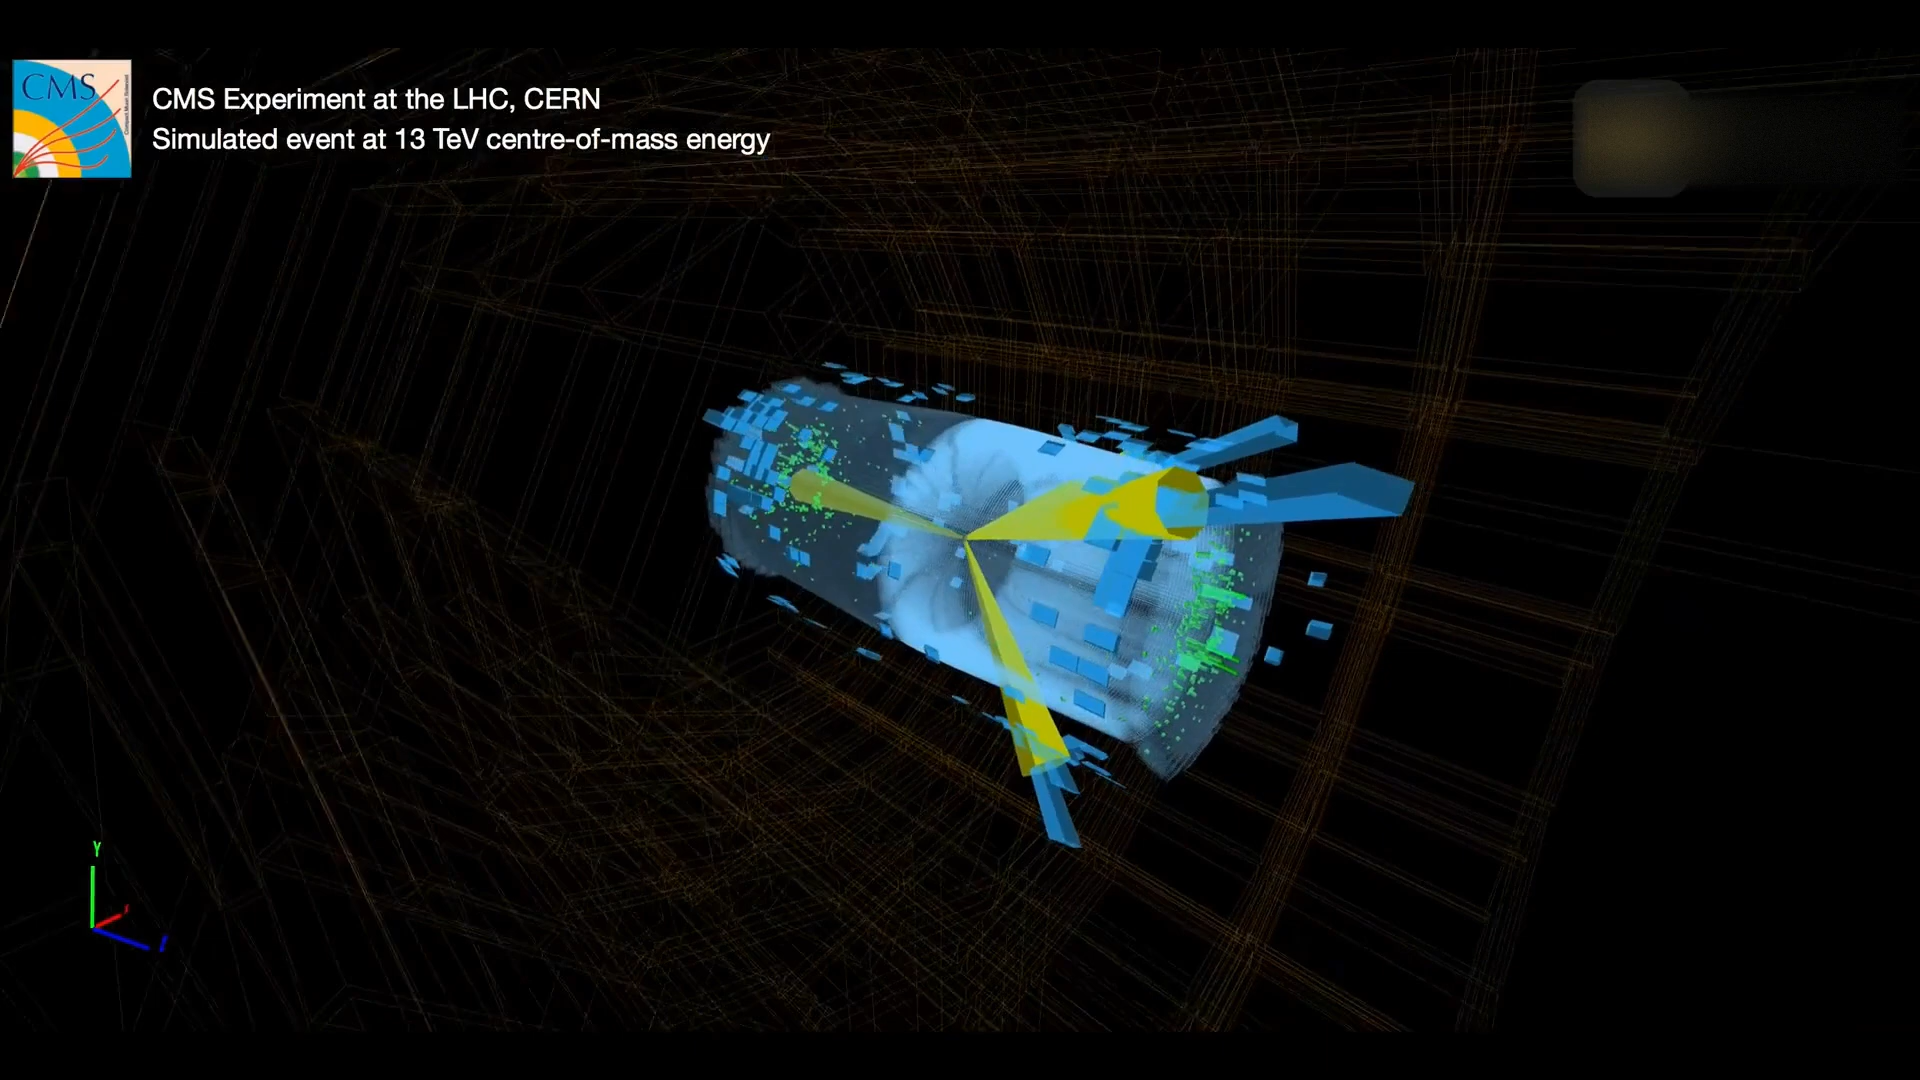 CMS
CMS Experiment at the LHC, CERN
Simulated event at 13 TeV centre-of-mass energy
Y